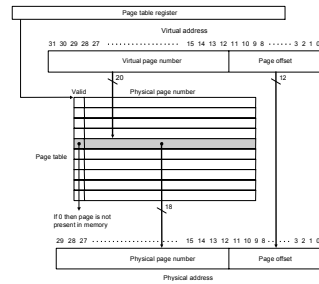 Page table register
Virtual address
31 30 29 28 27 ··· 15 14 13 12 11 10 9 8 ··· 3 2 1 0
Virtual page number Page offset
20 12
Valid Physical page number
Page table
If 0 then page is not
present in memory
18
29 28 27 ··· 15 14 13 12 11 10 9 8 ··· 3 2 1 0
Physical page number Page offset
Physical address